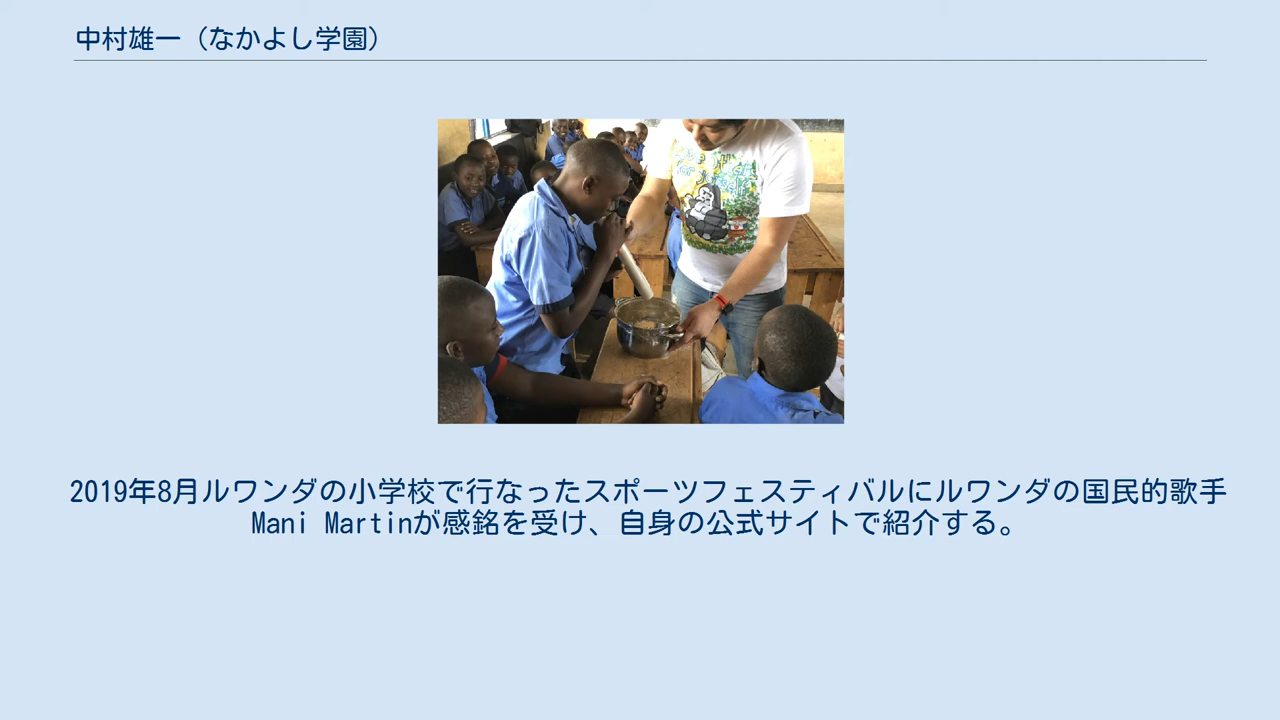 中村雄一（なかよし学園）
2019年8月ルワンダの小学校で行なったスポーツフェスティバルにルワンダの国民的歌手
Mani Martinが感銘を受け、自身の公式サイトで紹介する。